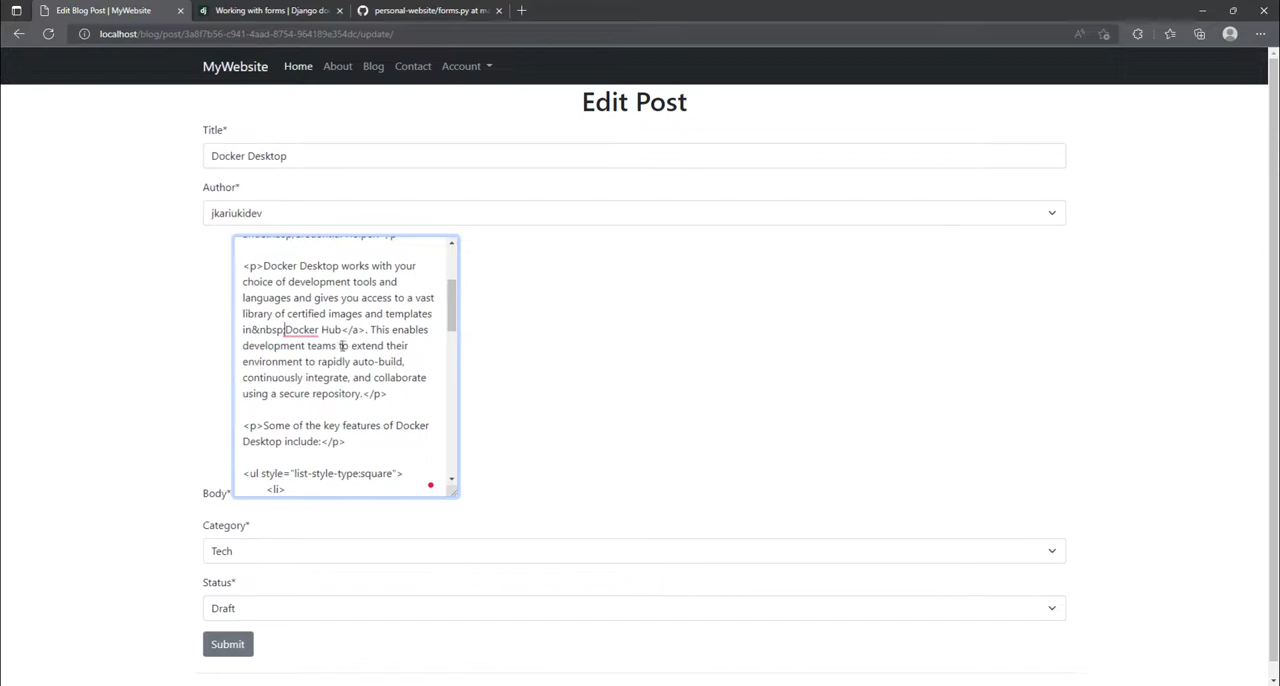 Edit Blog Post | MyWebsite
Working with forms | Django do
personal-website/forms.py at m
localhost/blog/post/3a8f7b56-c941-4aad-8754-964189e354dc/update/
MyWebsite Home About Blog Contact Account
Edit Post
Title*
Docker Desktop
Author*
jkariukidev
<p>Docker Desktop works with your
choice of development tools and
languages and gives you access to a vast
library of certified images and templates
in&nbsp;Docker Hub</a>. This enables
development teams to extend their
environment to rapidly auto-build,
continuously integrate, and collaborate
using a secure repository.</p>
<p>Some of the key features of Docker
Desktop include:</p>
<ul style="list-style-type:square">
<li>
Body*
Category*
Tech
Status*
Draft
Submit